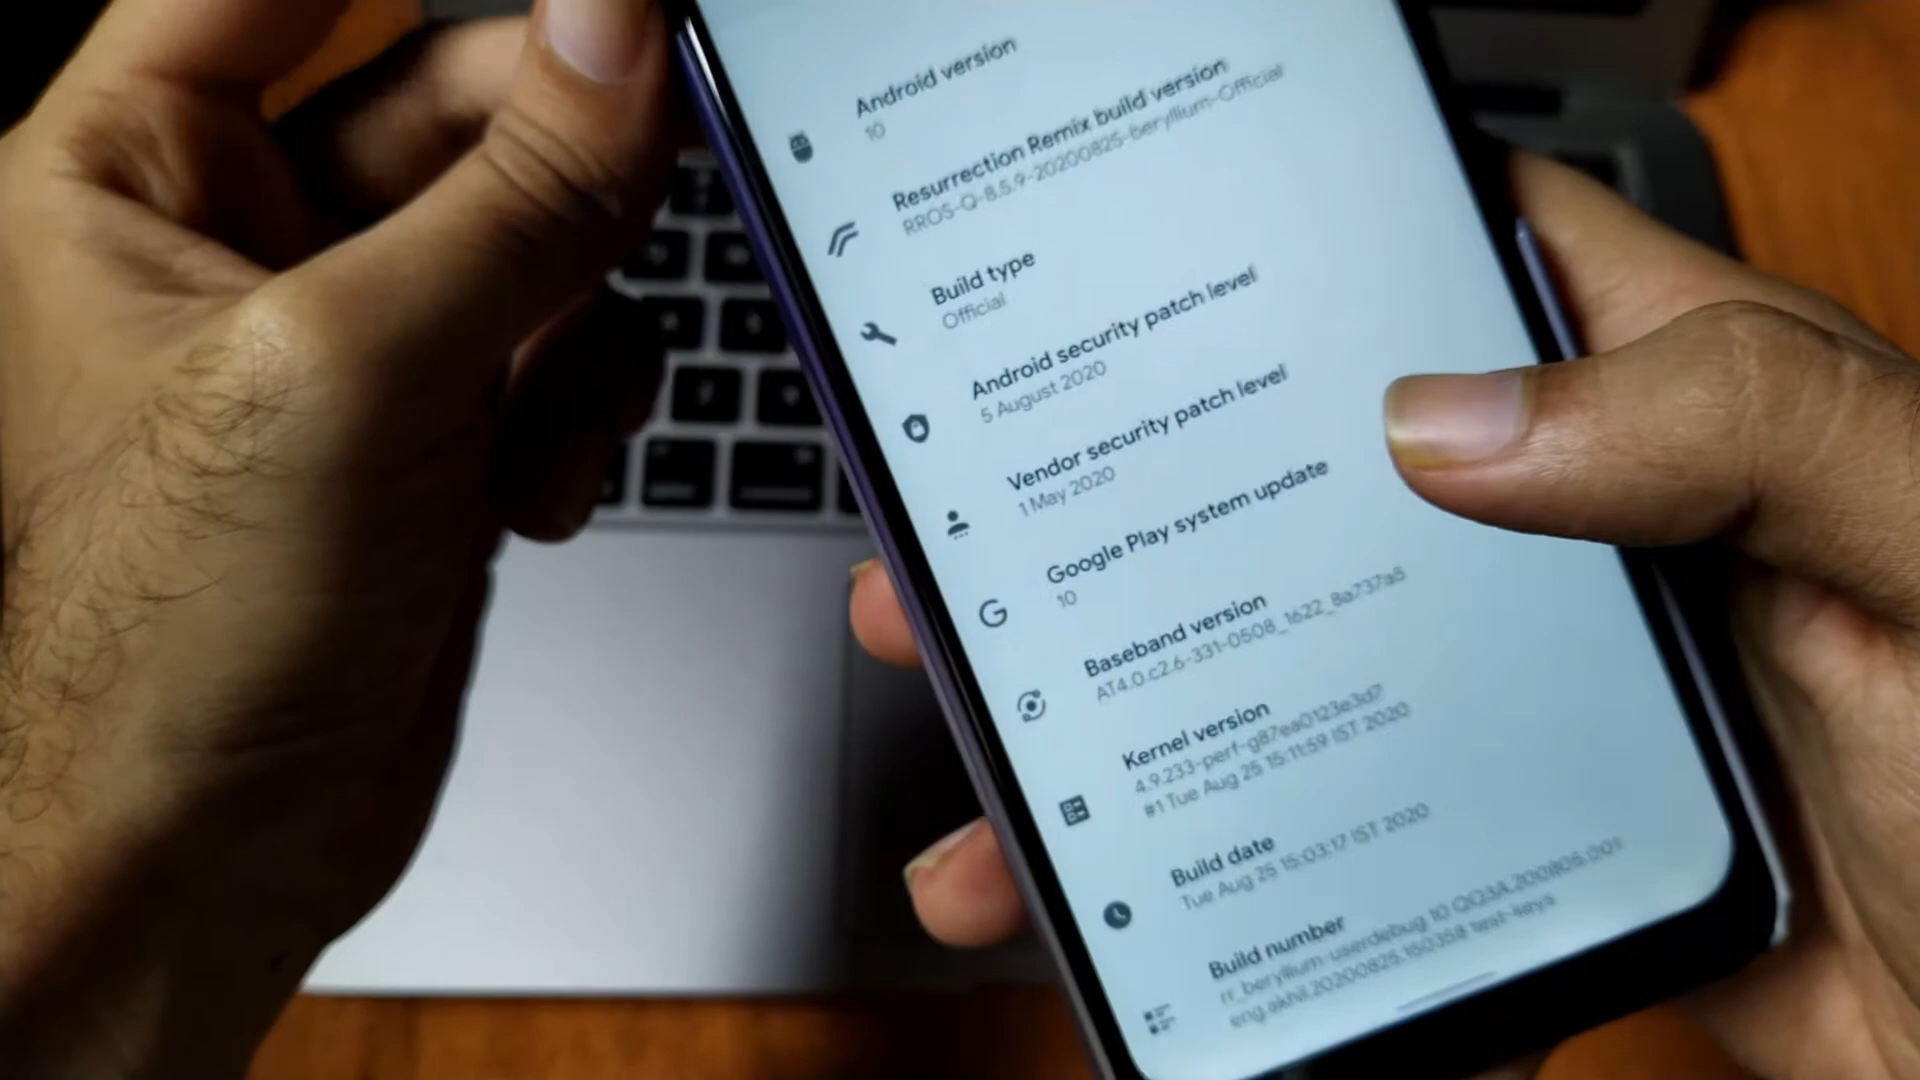 Android version
10
Resurrection Remix build version
RROS-Q-8.5.9-20200825-beryllium-Official
Build type
Official
Android security patch level
5 August 2020
Vendor security patch level
1 May 2020
Google Play system update
10
Baseband version
AT4.0.c2.6-331-0508_1622_8a737a5
Kernel version
4.9.233-perf-g87ea0123e3d7
#1 Tue Aug 25 15:11:59 IST 2020
Build date
Tue Aug 25 15:03:17 IST 2020
Build number
rr_beryllium-userdebug 10 QQ3A.200805.001
eng.akhil.20200825.150359 test-keys